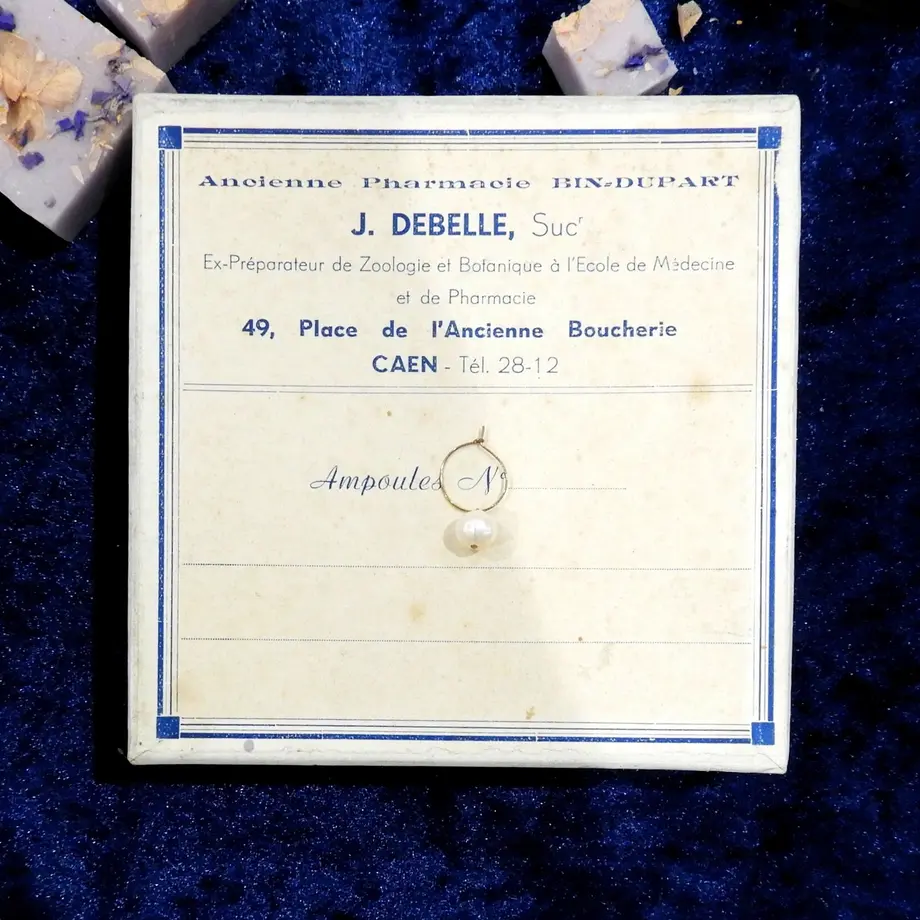 Ancienne Pharmacie BIN-DUPART
J. DEBELLE, Sucr
Ex-Préparateur de Zoologie et Botanique à l'Ecole de Médecine
et de Pharmacie
49, Place de l'Ancienne Boucherie
CAEN - Tél. 28-12
Ampoules No